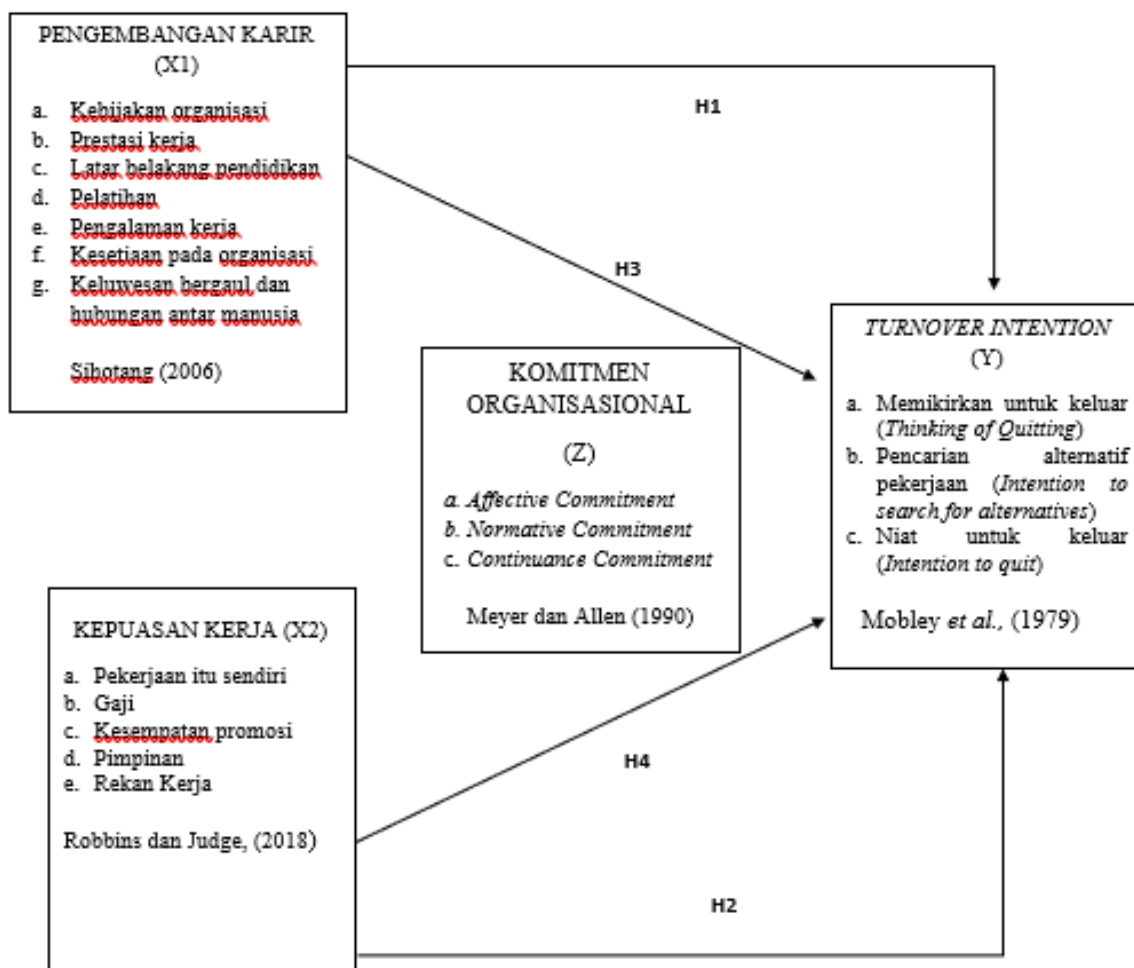 PENGEMBANGAN KARIR
(X1)
a. Kebijakan organisasi
b. Prestasi kerja
c. Latar belakang pendidikan
d. Pelatihan
e. Pengalaman kerja
f. Kesetiaan pada organisasi
g. Keluwesan bergaul dan
hubungan antar manusia
Sihotang (2006)
H1
H3
KOMITMEN
ORGANISASIONAL
(Z)
a. Affective Commitment
b. Normative Commitment
c. Continuance Commitment
Meyer dan Allen (1990)
TURNOVER INTENTION
(Y)
a. Memikirkan untuk keluar
(Thinking of Quitting)
b. Pencarian alternatif
pekerjaan (Intention to
search for alternatives)
c. Niat untuk keluar
(Intention to quit)
Mobley et al., (1979)
KEPUASAN KERJA (X2)
a. Pekerjaan itu sendiri
b. Gaji
c. Kesempatan promosi
d. Pimpinan
e. Rekan Kerja
Robbins dan Judge, (2018)
H4
H2